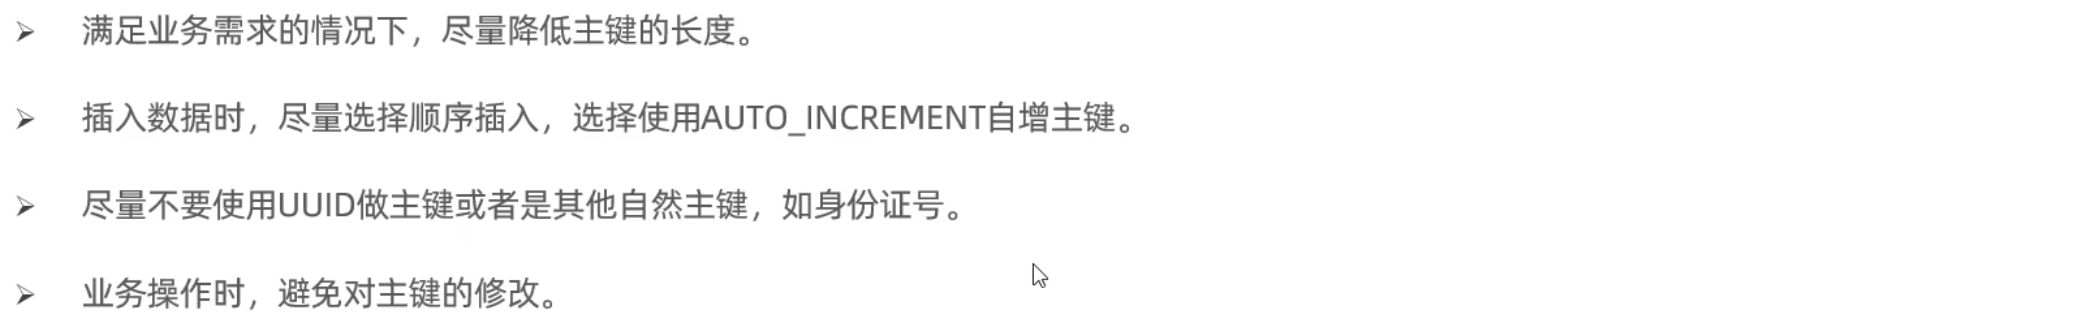 ➢ 满足业务需求的情况下，尽量降低主键的长度。
➢ 插入数据时，尽量选择顺序插入，选择使用AUTO_INCREMENT自增主键。
➢ 尽量不要使用UUID做主键或者是其他自然主键，如身份证号。
➢ 业务操作时，避免对主键的修改。